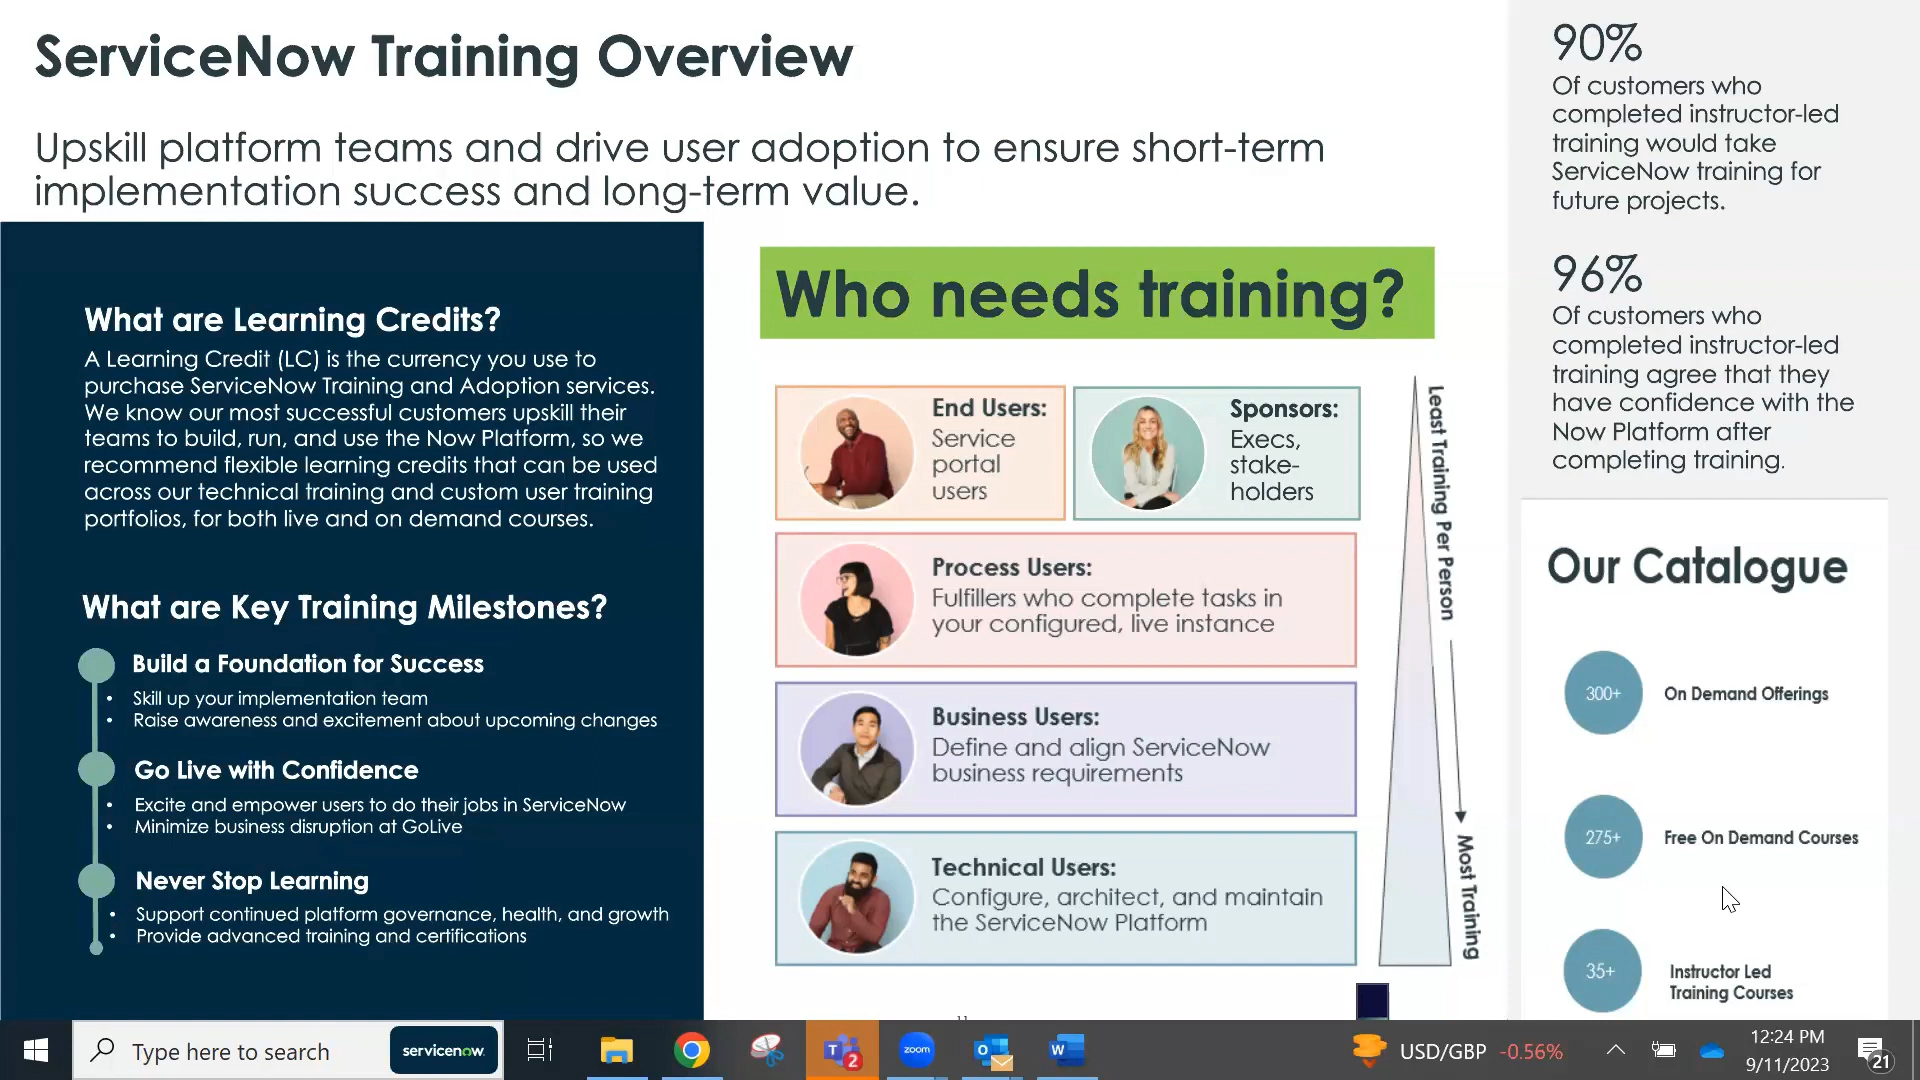 ServiceNow Training Overview
Upskill platform teams and drive user adoption to ensure short-term
implementation success and long-term value.
What are Learning Credits?
A Learning Credit (LC) is the currency you use to
purchase ServiceNow Training and Adoption services.
We know our most successful customers upskill their
teams to build, run, and use the Now Platform, so we
recommend flexible learning credits that can be used
across our technical training and custom user training
portfolios, for both live and on demand courses.
What are Key Training Milestones?
Build a Foundation for Success
• Skill up your implementation team
• Raise awareness and excitement about upcoming changes
Go Live with Confidence
• Excite and empower users to do their jobs in ServiceNow
• Minimize business disruption at GoLive
Never Stop Learning
• Support continued platform governance, health, and growth
• Provide advanced training and certifications
Who needs training?
End Users:
Service
portal
users
Sponsors:
Execs,
stake-
holders
Process Users:
Fulfillers who complete tasks in
your configured, live instance
Business Users:
Define and align ServiceNow
business requirements
Technical Users:
Configure, architect, and maintain
the ServiceNow Platform
Least Training Per Person
Most Training
90%
Of customers who
completed instructor-led
training would take
ServiceNow training for
future projects.
96%
Of customers who
completed instructor-led
training agree that they
have confidence with the
Now Platform after
completing training.
Our Catalogue
300+
On Demand Offerings
275+
Free On Demand Courses
35+
Instructor Led
Training Courses
Type here to search
servicenow.
T
2
zoom
O
W
USD/GBP -0.56%
12:24 PM
9/11/2023
21